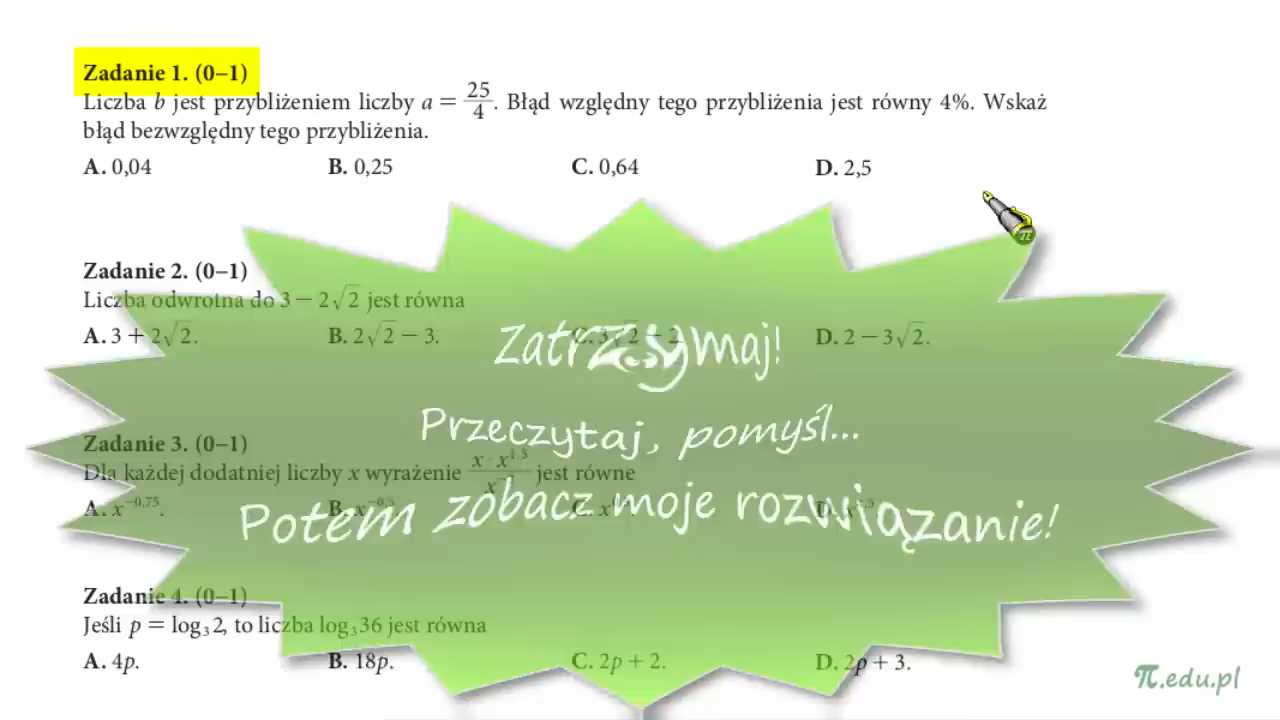 Zadanie 1. (0–1)
Liczba b jest przybliżeniem liczby a = 25/4. Błąd względny tego przybliżenia jest równy 4%. Wskaż
błąd bezwzględny tego przybliżenia.
A. 0,04 B. 0,25 C. 0,64 D. 2,5
Zadanie 2. (0–1)
Liczba odwrotna do 3 − 2√2 jest równa
A. 3 + 2√2. B. 2√2 − 3. D. 2 − 3√2.
Zatrzymaj!
Przeczytaj, pomyśl...
Zadanie 3. (0–1)
Dla każdej dodatniej liczby x wyrażenie jest równe
A. x^−0,75. B. C. D.
Potem zobacz moje rozwiązanie!
Zadanie 4. (0–1)
Jeśli p = log₃2, to liczba log₃36 jest równa
A. 4p. B. 18p. C. 2p + 2. D. 2p + 3.
π.edu.pl